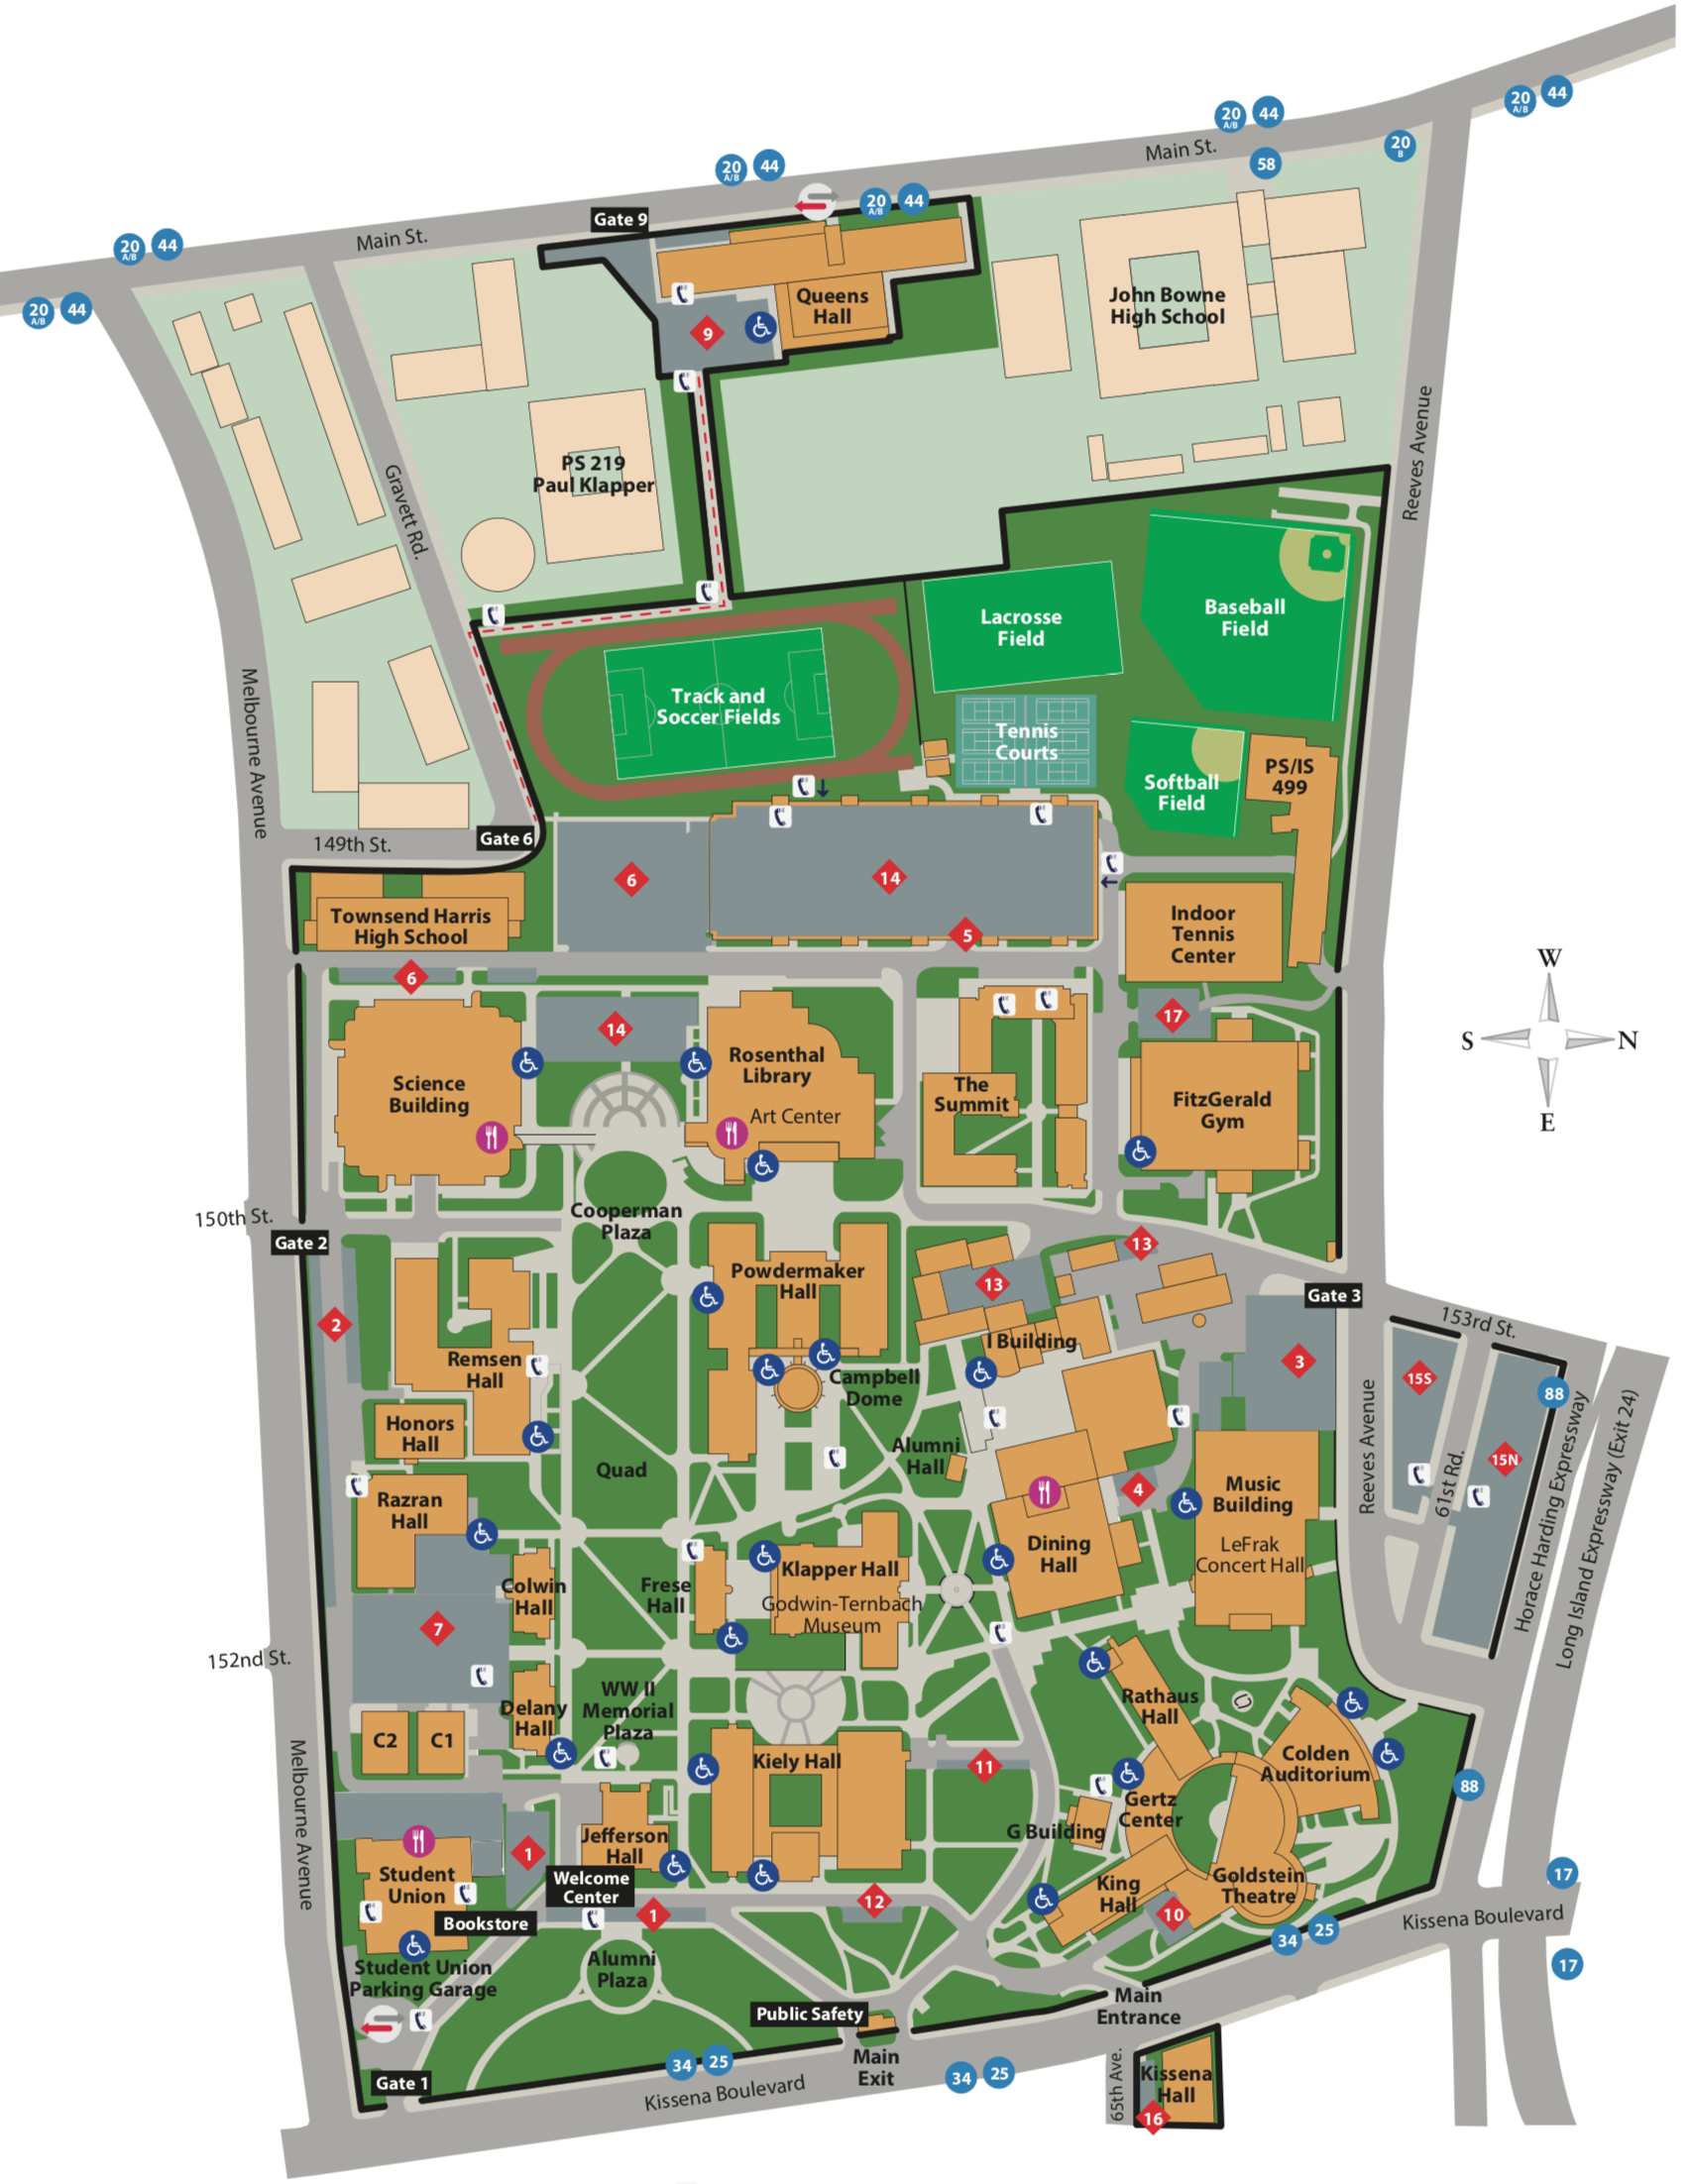 20 A/B
44
20 A/B
44
20 B
58
Main St.
20 A/B
44
20 A/B
44
Gate 9
Main St.
20 A/B
44
20 A/B
44
Queens
Hall
9
John Bowne
High School
Reeves Avenue
PS 219
Paul Klapper
Gravett Rd.
Melbourne Avenue
Lacrosse
Field
Baseball
Field
Track and
Soccer Fields
Tennis
Courts
Softball
Field
PS/IS
499
149th St.
Gate 6
6
14
5
Townsend Harris
High School
Indoor
Tennis
Center
6
14
17
W
S
N
E
Science
Building
Rosenthal
Library
Art Center
The
Summit
FitzGerald
Gym
150th St.
Gate 2
Cooperman
Plaza
2
Powdermaker
Hall
13
13
Gate 3
153rd St.
I Building
3
15S
88
Remsen
Hall
Campbell
Dome
Honors
Hall
Quad
Alumni
Hall
4
Music
Building
LeFrak
Concert Hall
Reeves Avenue
61st Rd.
15N
Horace Harding Expressway
Long Island Expressway (Exit 24)
Razran
Hall
Dining
Hall
Colwin
Hall
Frese
Hall
Klapper Hall
Godwin-Ternbach
Museum
7
152nd St.
Delany
Hall
WW II
Memorial
Plaza
Rathaus
Hall
C2
C1
Kiely Hall
11
Colden
Auditorium
88
Gertz
Center
G Building
Melbourne Avenue
1
Jefferson
Hall
Student
Union
Welcome
Center
King
Hall
Goldstein
Theatre
17
Bookstore
1
12
10
34
25
Kissena Boulevard
17
Student Union
Parking Garage
Alumni
Plaza
Public Safety
Main
Entrance
Main
Exit
Gate 1
34
25
Kissena Boulevard
34
25
65th Ave.
Kissena
Hall
16